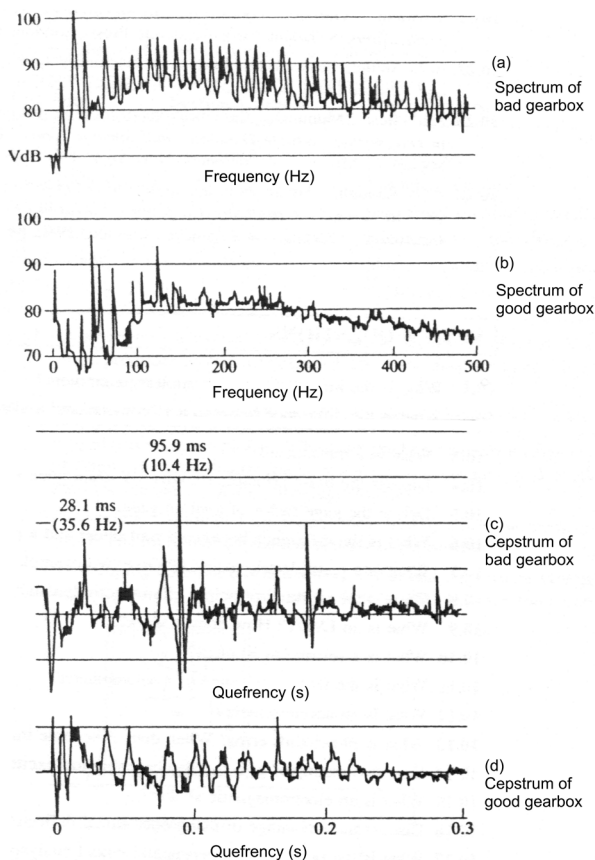 100
(a)
90
Spectrum of
bad gearbox
80
VdB
Frequency (Hz)
100
90
(b)
80
Spectrum of
good gearbox
70
0 100 200 300 400 500
Frequency (Hz)
95.9 ms
(10.4 Hz)
28.1 ms
(35.6 Hz)
(c)
Cepstrum of
bad gearbox
Quefrency (s)
(d)
Cepstrum of
good gearbox
0 0.1 0.2 0.3
Quefrency (s)